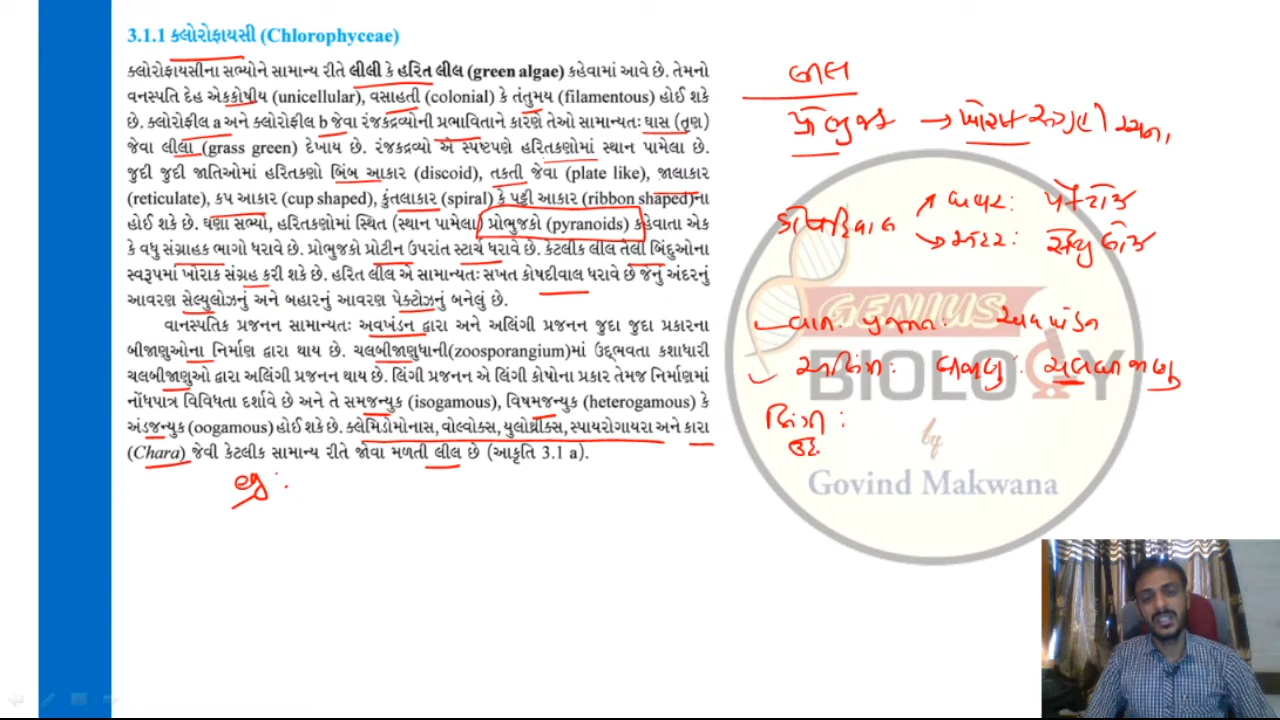 3.1.1 ક્લોરોફાયસી (Chlorophyceae)
ક્લોરોફાયસીના સભ્યોને સામાન્ય રીતે લીલી કે હરિત લીલ (green algae) કહેવામાં આવે છે. તેમનો
વનસ્પતિ દેહ એકકોષીય (unicellular), વસાહતી (colonial) કે તંતુમય (filamentous) હોઈ શકે
છે. ક્લોરોફીલ a અને ક્લોરોફીલ b જેવા રંજકદ્રવ્યોની પ્રભાવિતાને કારણે તેઓ સામાન્યતઃ ઘાસ (તૃણ)
જેવા લીલા (grass green) દેખાય છે. રંજકદ્રવ્યો એ સ્પષ્ટપણે હરિતકણોમાં સ્થાન પામેલા છે.
જુદી જુદી જાતિઓમાં હરિતકણો બિંબ આકાર (discoid), તકતી જેવા (plate like), જાલાકાર
(reticulate), કપ આકાર (cup shaped), કુંતલાકાર (spiral) કે પટ્ટી આકાર (ribbon shaped)ના
હોઈ શકે છે. ઘણા સભ્યો, હરિતકણોમાં સ્થિત (સ્થાન પામેલા) પ્રોભુજકો (pyranoids) કહેવાતા એક
કે વધુ સંગ્રાહક ભાગો ધરાવે છે. પ્રોભુજકો પ્રોટીન ઉપરાંત સ્ટાર્ચ ધરાવે છે. કેટલીક લીલ તેલી બિંદુઓના
સ્વરૂપમાં ખોરાક સંગ્રહ કરી શકે છે. હરિત લીલ એ સામાન્યતઃ સખત કોષદીવાલ ધરાવે છે જેનું અંદરનું
આવરણ સેલ્યુલોઝનું અને બહારનું આવરણ પેક્ટોઝનું બનેલું છે.
વાનસ્પતિક પ્રજનન સામાન્યતઃ અવખંડન દ્વારા અને અલિંગી પ્રજનન જુદા જુદા પ્રકારના
બીજાણુઓના નિર્માણ દ્વારા થાય છે. ચલબીજાણુધાની(zoosporangium)માં ઉદ્ભવતા કશાધારી
ચલબીજાણુઓ દ્વારા અલિંગી પ્રજનન થાય છે. લિંગી પ્રજનન એ લિંગી કોષોના પ્રકાર તેમજ નિર્માણમાં
નોંધપાત્ર વિવિધતા દર્શાવે છે અને તે સમજન્યુક (isogamous), વિષમજન્યુક (heterogamous) કે
અંડજન્યુક (oogamous) હોઈ શકે છે. ક્લેમિડોમોનાસ, વોલ્વોક્સ, યુલોથ્રીક્સ, સ્પાયરોગાયરા અને કારા
(Chara) જેવી કેટલીક સામાન્ય રીતે જોવા મળતી લીલ છે (આકૃતિ 3.1 a).
લીલ
પ્રોભુજક → ખોરાક સંગ્રહી રચના
કોષદિવાલ
બહાર: પેક્ટોઝ
અંદર: સેલ્યુલોઝ
વાન. પ્રજનન: અવખંડન
અલિંગ: બીજાણુ: ચલબીજાણુ
લિંગી:
GENIUS
BIOLOGY
by
Govind Makwana